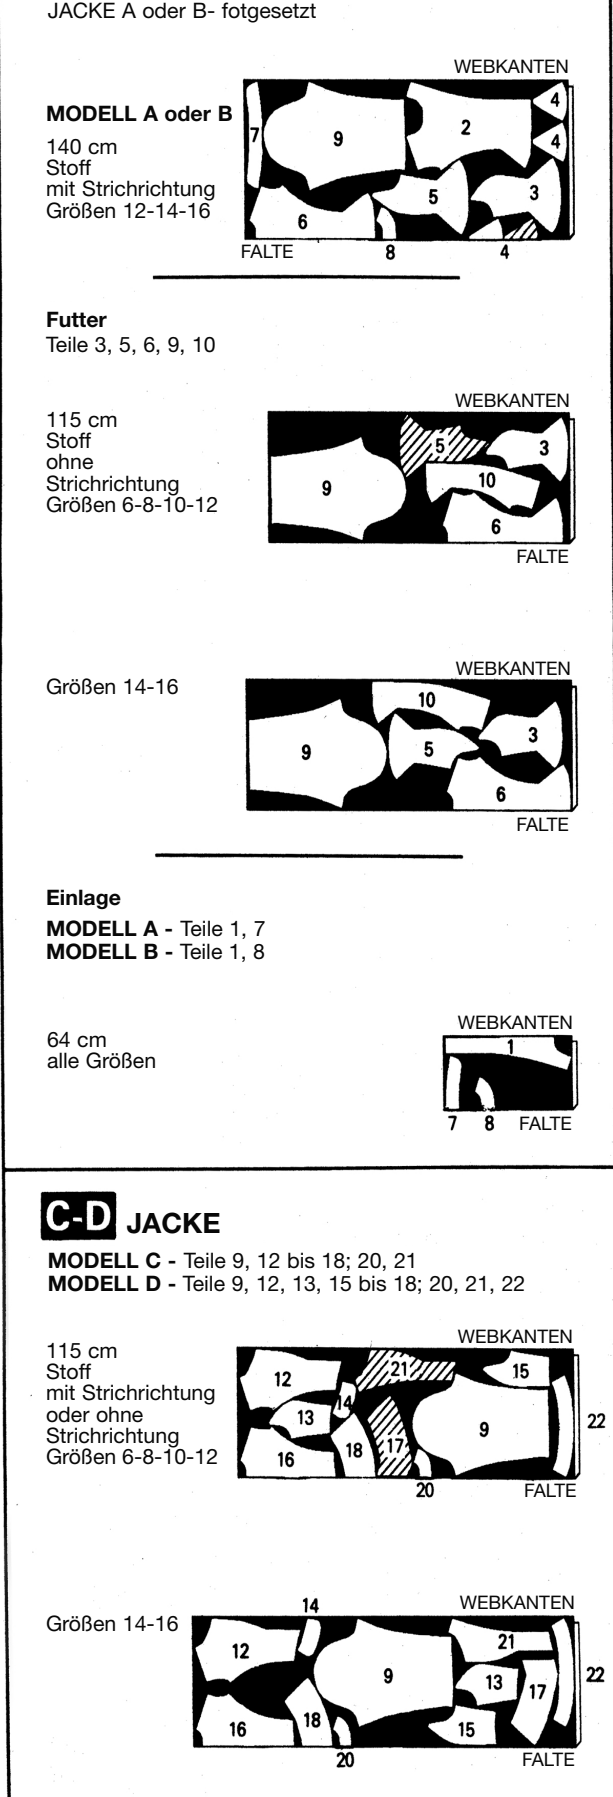 JACKE A oder B- fotgesetzt
WEBKANTEN
MODELL A oder B
140 cm
Stoff
mit Strichrichtung
Größen 12-14-16
7
9
2
4
4
5
3
6
FALTE
8
4
Futter
Teile 3, 5, 6, 9, 10
WEBKANTEN
115 cm
Stoff
ohne
Strichrichtung
Größen 6-8-10-12
5
3
9
10
6
FALTE
WEBKANTEN
Größen 14-16
10
9
5
3
6
FALTE
Einlage
MODELL A - Teile 1, 7
MODELL B - Teile 1, 8
WEBKANTEN
64 cm
alle Größen
1
7
8
FALTE
C-D JACKE
MODELL C - Teile 9, 12 bis 18; 20, 21
MODELL D - Teile 9, 12, 13, 15 bis 18; 20, 21, 22
WEBKANTEN
115 cm
Stoff
mit Strichrichtung
oder ohne
Strichrichtung
Größen 6-8-10-12
12
21
15
14
13
9
22
16
18
17
20
FALTE
14
WEBKANTEN
Größen 14-16
12
21
9
13
17
22
16
18
15
20
FALTE